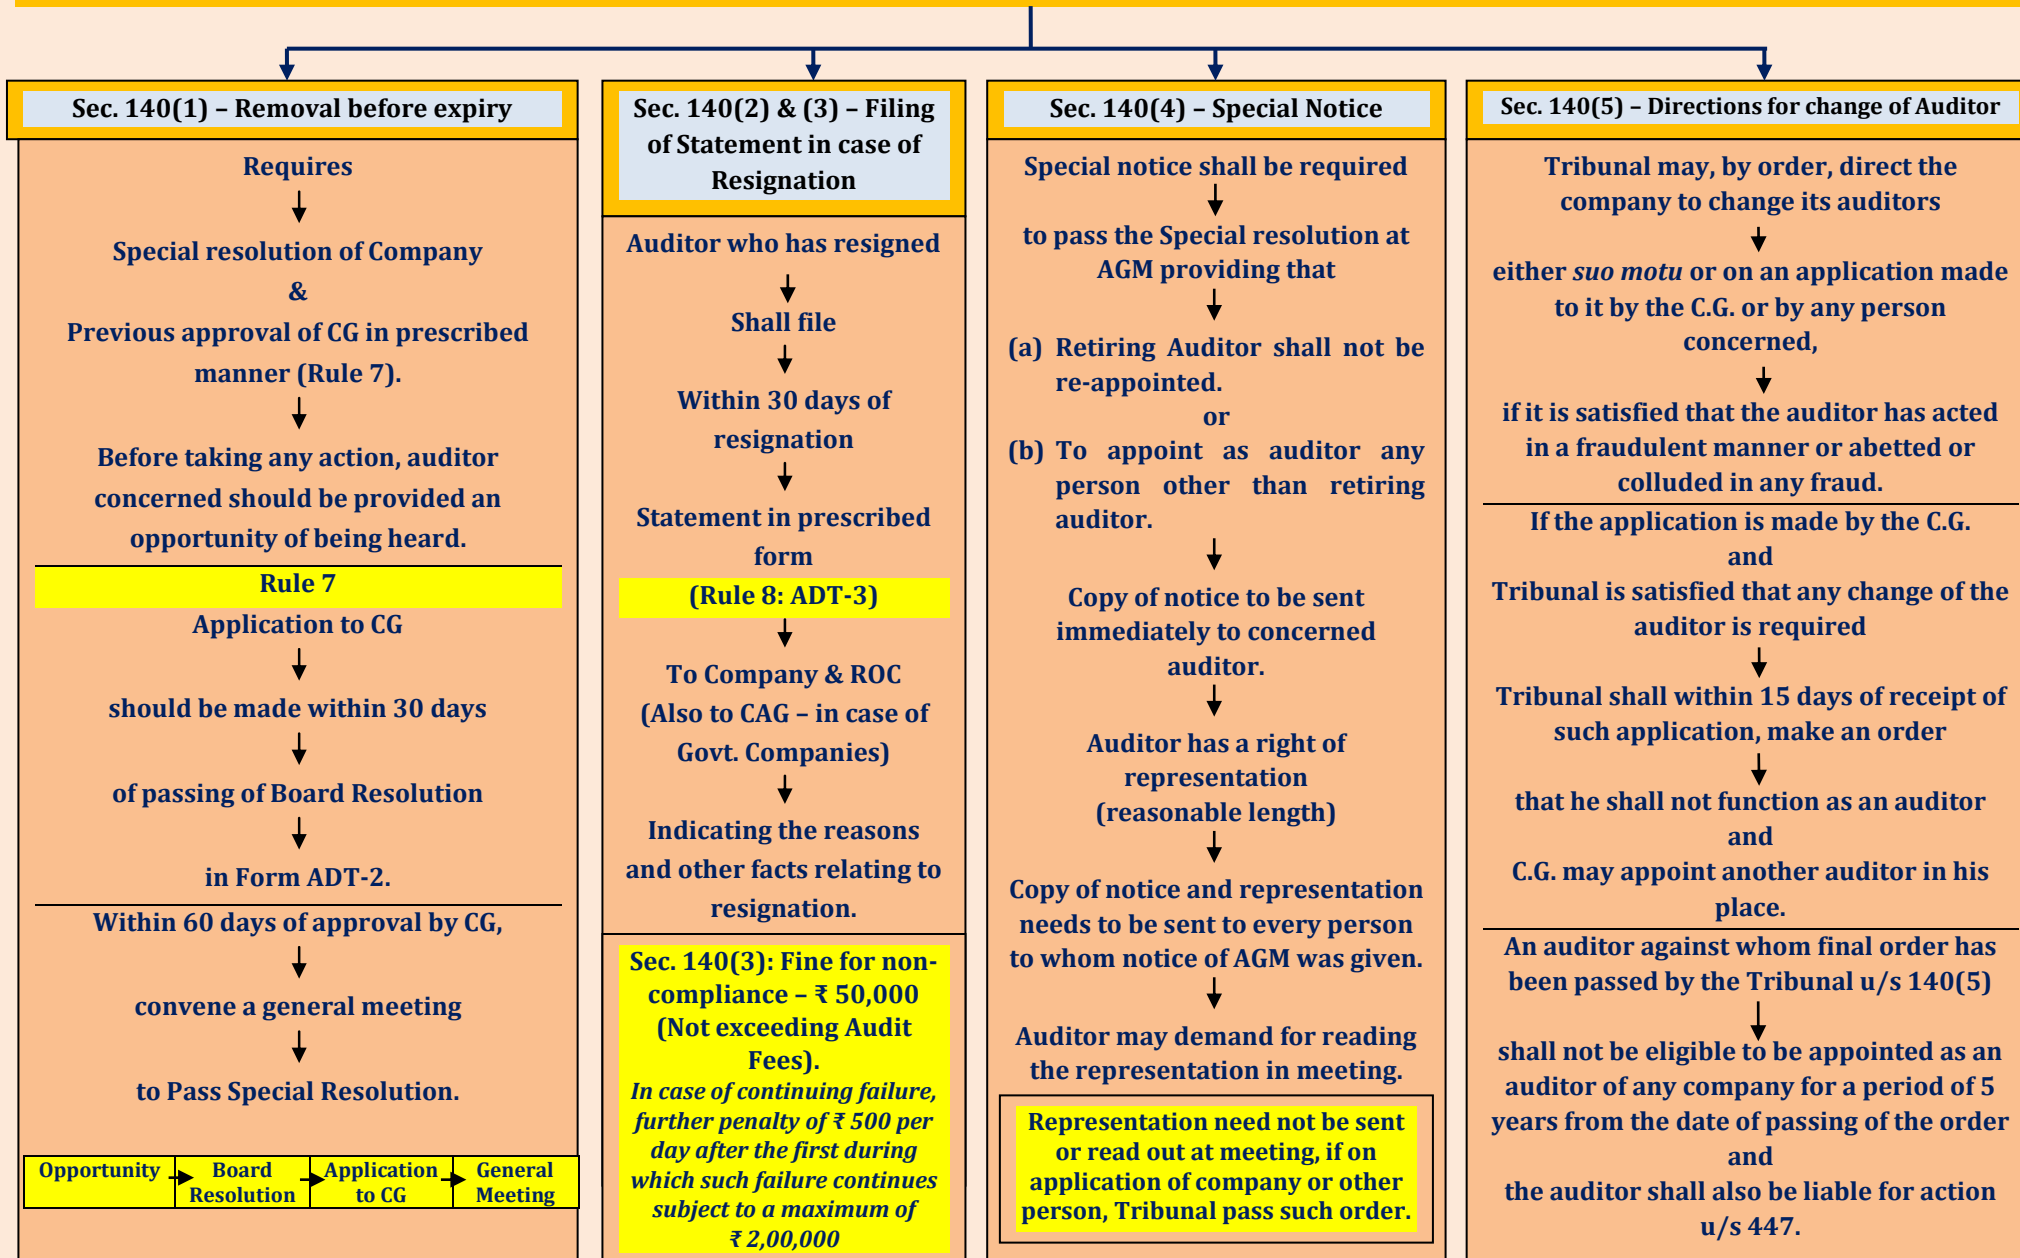 Sec. 140(1) – Removal before expiry
Requires
Special resolution of Company
&
Previous approval of CG in prescribed
manner (Rule 7).
Before taking any action, auditor
concerned should be provided an
opportunity of being heard.
Rule 7
Application to CG
should be made within 30 days
of passing of Board Resolution
in Form ADT-2.
Within 60 days of approval by CG,
convene a general meeting
to Pass Special Resolution.
Opportunity
Board
Resolution
Application
to CG
General
Meeting
Sec. 140(2) & (3) – Filing
of Statement in case of
Resignation
Auditor who has resigned
Shall file
Within 30 days of
resignation
Statement in prescribed
form
(Rule 8: ADT-3)
To Company & ROC
(Also to CAG – in case of
Govt. Companies)
Indicating the reasons
and other facts relating to
resignation.
Sec. 140(3): Fine for non-
compliance – ₹ 50,000
(Not exceeding Audit
Fees).
In case of continuing failure,
further penalty of ₹ 500 per
day after the first during
which such failure continues
subject to a maximum of
₹ 2,00,000
Sec. 140(4) – Special Notice
Special notice shall be required
to pass the Special resolution at
AGM providing that
(a) Retiring Auditor shall not be
re-appointed.
or
(b) To appoint as auditor any
person other than retiring
auditor.
Copy of notice to be sent
immediately to concerned
auditor.
Auditor has a right of
representation
(reasonable length)
Copy of notice and representation
needs to be sent to every person
to whom notice of AGM was given.
Auditor may demand for reading
the representation in meeting.
Representation need not be sent
or read out at meeting, if on
application of company or other
person, Tribunal pass such order.
Sec. 140(5) – Directions for change of Auditor
Tribunal may, by order, direct the
company to change its auditors
either suo motu or on an application made
to it by the C.G. or by any person
concerned,
if it is satisfied that the auditor has acted
in a fraudulent manner or abetted or
colluded in any fraud.
If the application is made by the C.G.
and
Tribunal is satisfied that any change of the
auditor is required
Tribunal shall within 15 days of receipt of
such application, make an order
that he shall not function as an auditor
and
C.G. may appoint another auditor in his
place.
An auditor against whom final order has
been passed by the Tribunal u/s 140(5)
shall not be eligible to be appointed as an
auditor of any company for a period of 5
years from the date of passing of the order
and
the auditor shall also be liable for action
u/s 447.